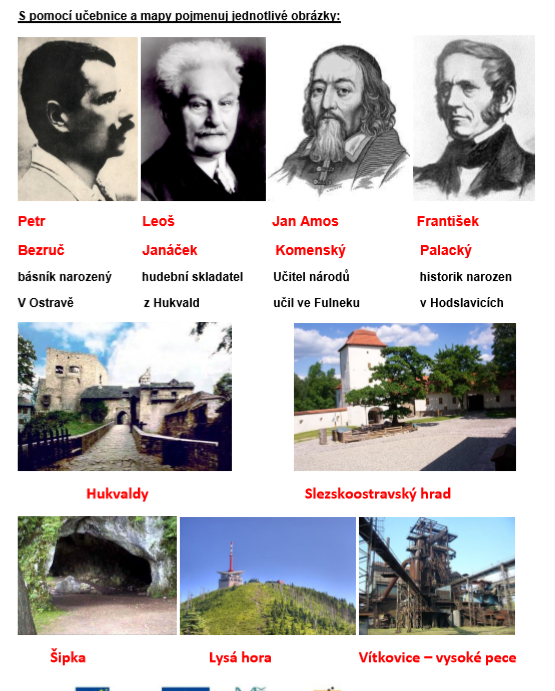 S pomocí učebnice a mapy pojmenuj jednotlivé obrázky:
Petr Leoš Jan Amos František
Bezruč Janáček Komenský Palacký
básník narozený hudební skladatel Učitel národů historik narozen
V Ostravě z Hukvald učil ve Fulneku v Hodslavicích
Hukvaldy Slezskoostravský hrad
Šipka Lysá hora Vítkovice – vysoké pece